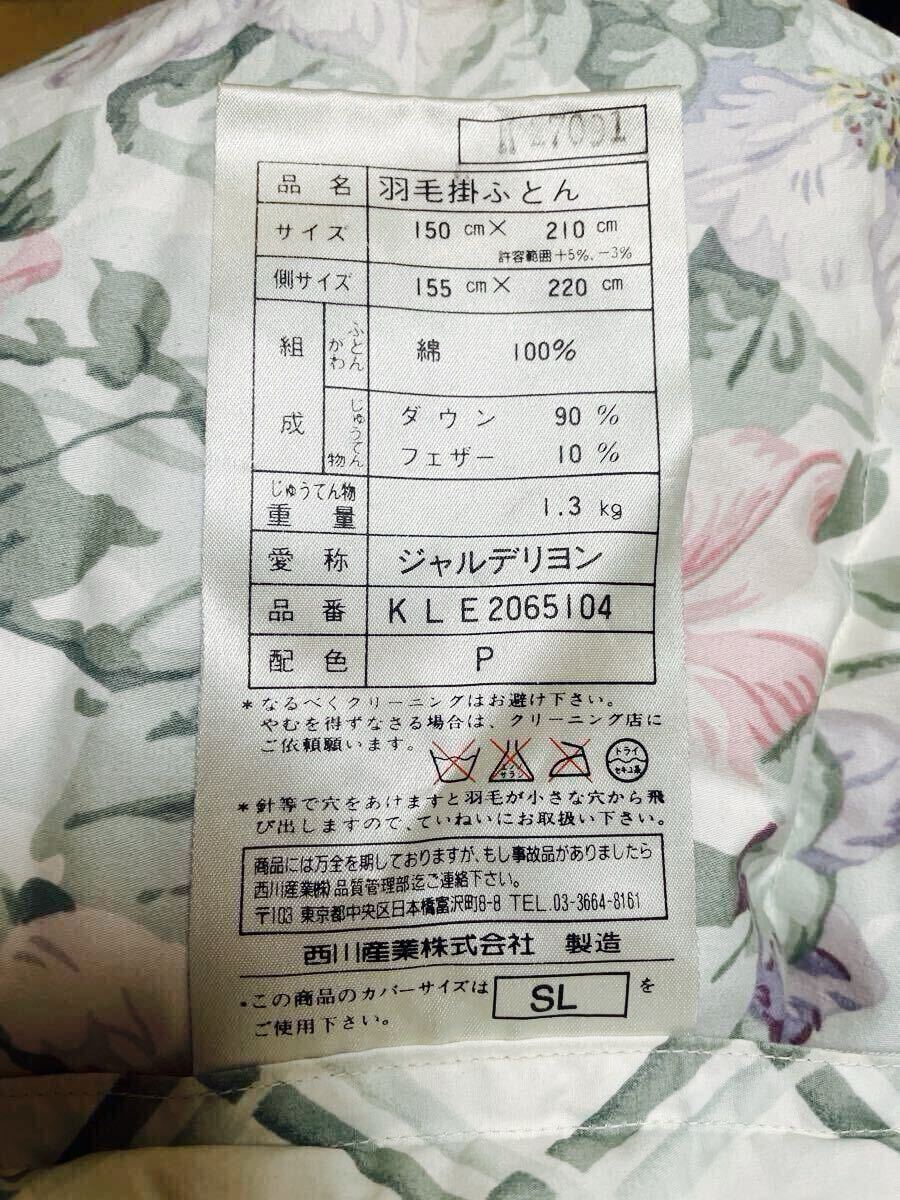 品名 羽毛掛ふとん
サイズ 150 cm× 210 cm
許容範囲+5%、−3%
側サイズ 155 cm× 220 cm
組成 ふとんがわ 綿 100%
じゅうてん物 ダウン 90 %
フェザー 10 %
じゅうてん物
重量 1.3 kg
愛称 ジャルデリヨン
品番 KLE2065104
配色 P
*なるべくクリーニングはお避け下さい。
やむを得ずなさる場合は、クリーニング店に
ご依頼願います。
エンソ
サラシ
ドライ
セキユ系
*針等で穴をあけますと羽毛が小さな穴から飛
び出しますので、ていねいにお取扱い下さい。
商品には万全を期しておりますが、もし事故品がありましたら
西川産業㈱品質管理部迄ご連絡下さい。
〒103 東京都中央区日本橋富沢町8-8 TEL.03-3664-8161
西川産業株式会社 製造
•この商品のカバーサイズは SL を
ご使用下さい。